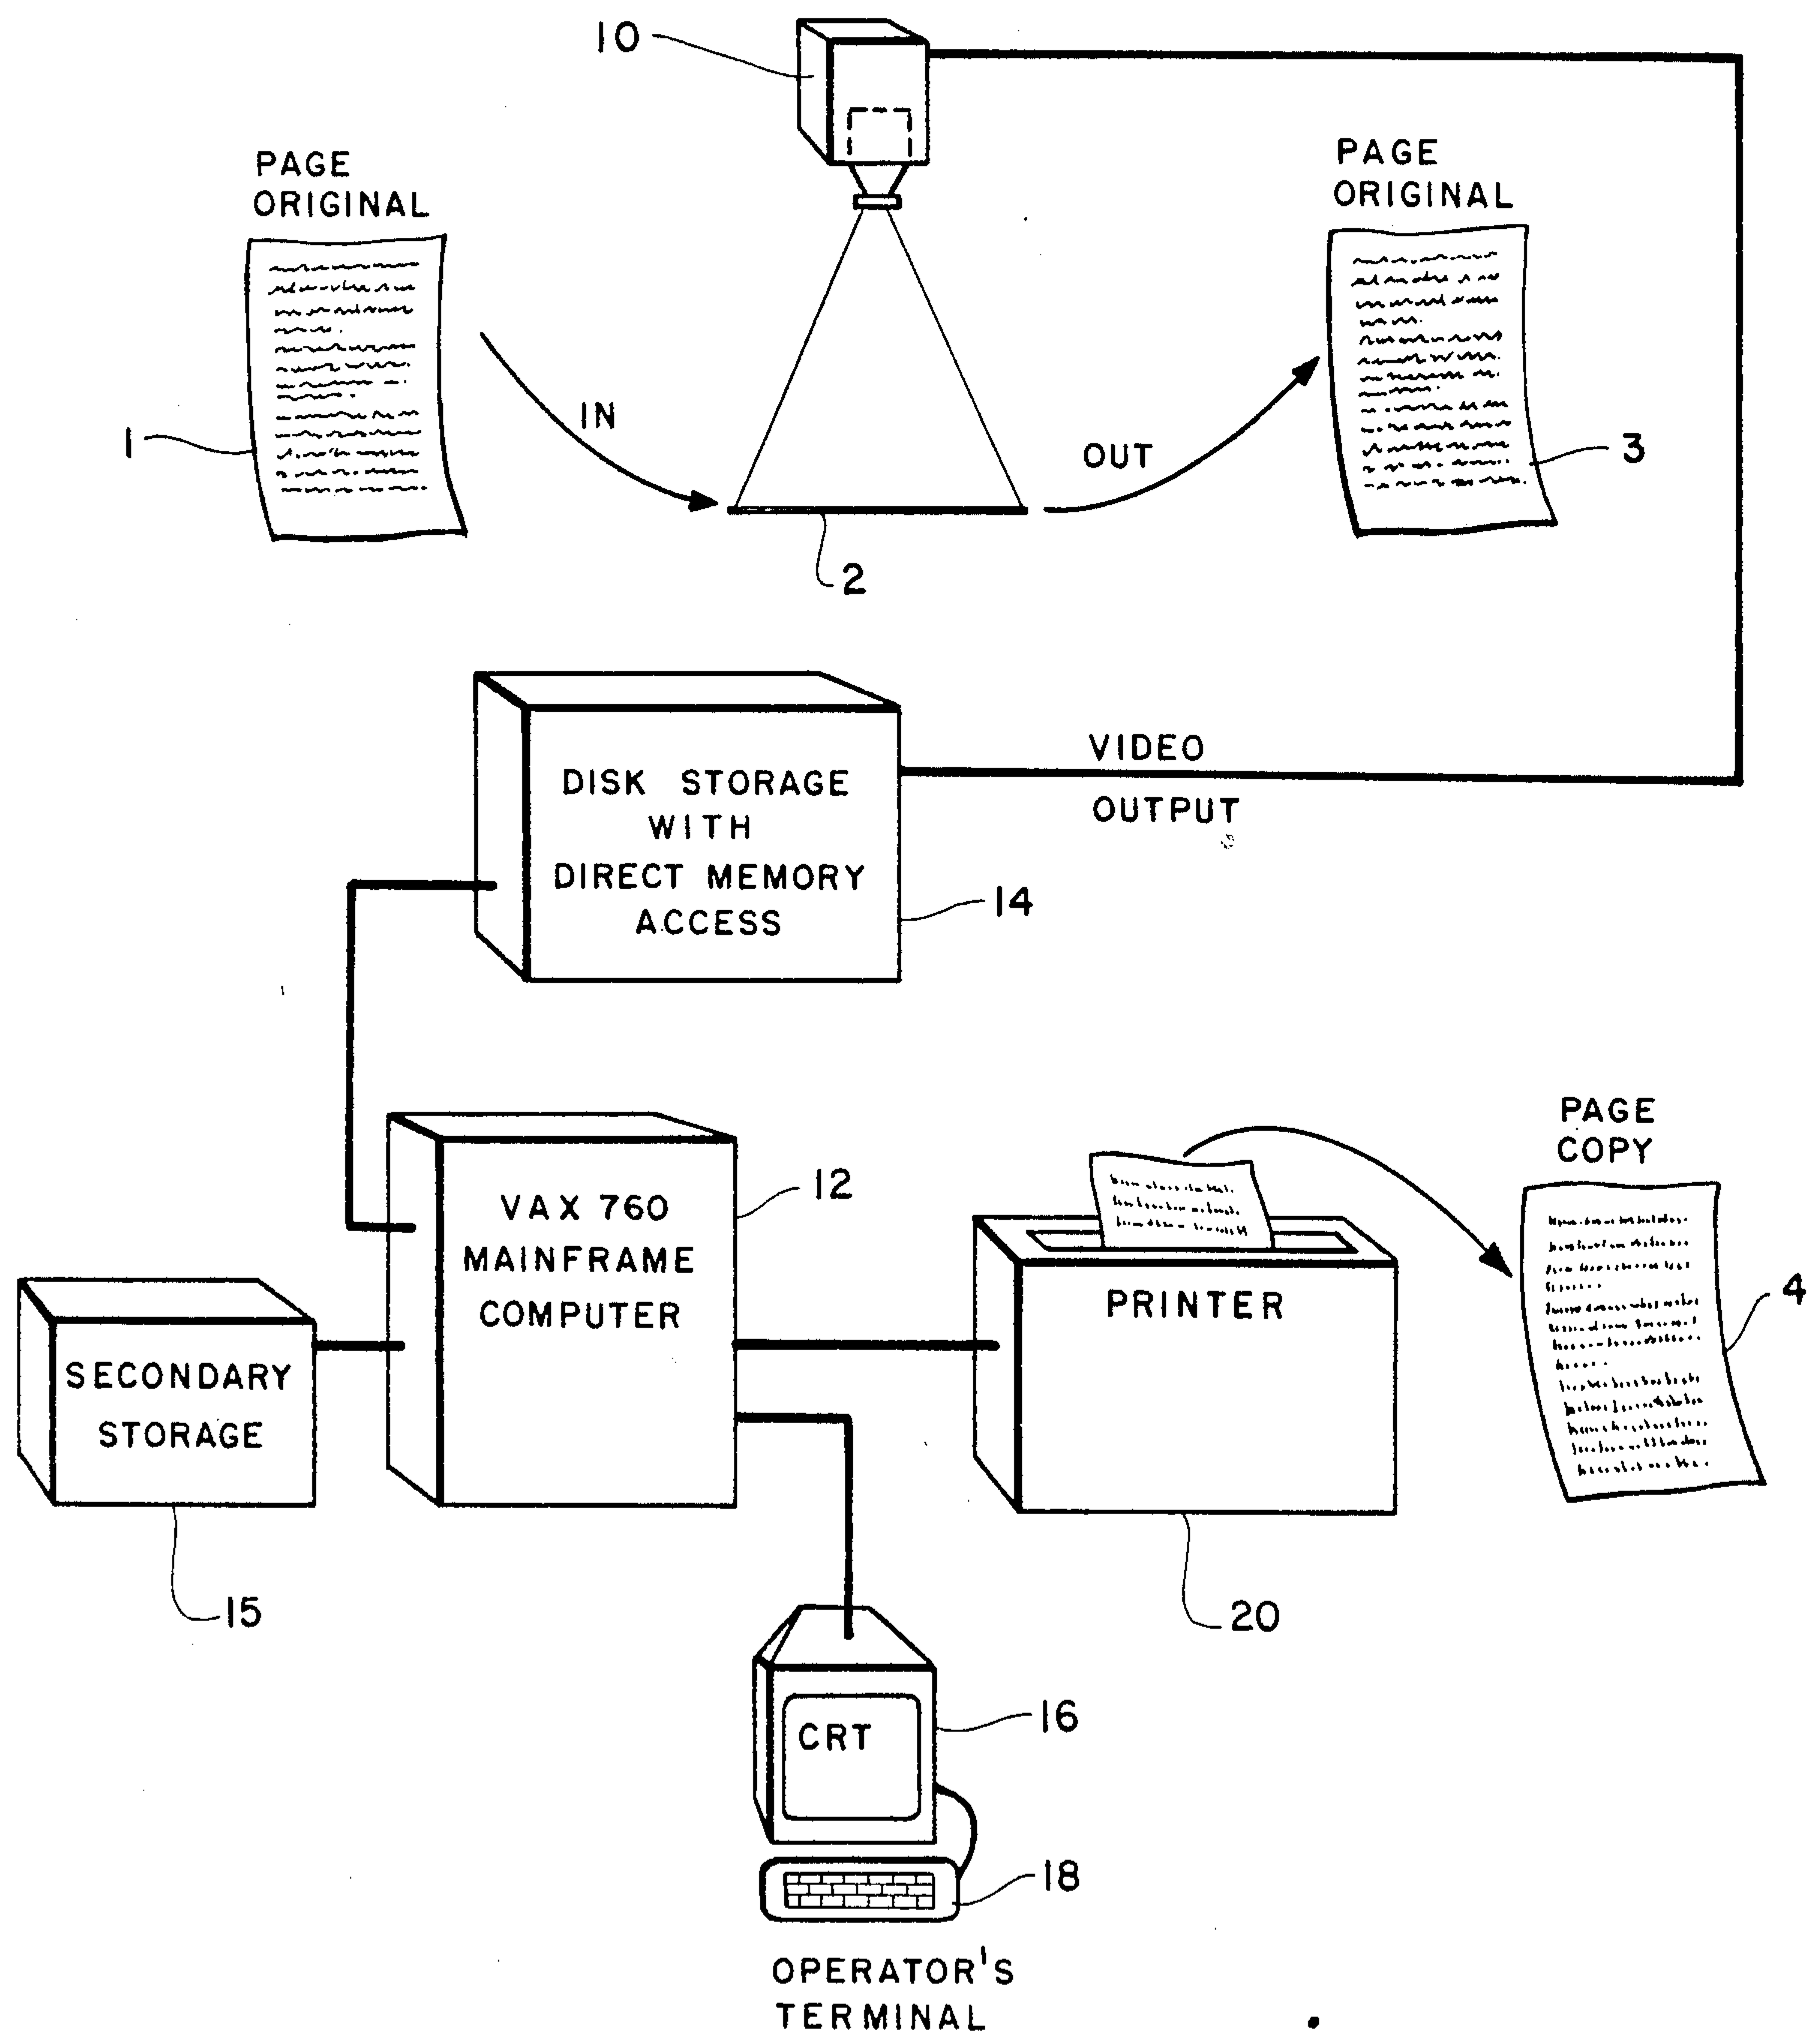 10
PAGE
ORIGINAL
PAGE
ORIGINAL
1
IN
OUT
3
2
VIDEO
OUTPUT
DISK STORAGE
WITH
DIRECT MEMORY
ACCESS
14
PAGE
COPY
12
VAX 760
MAINFRAME
COMPUTER
PRINTER
4
SECONDARY
STORAGE
15
20
CRT
16
18
OPERATOR'S
TERMINAL